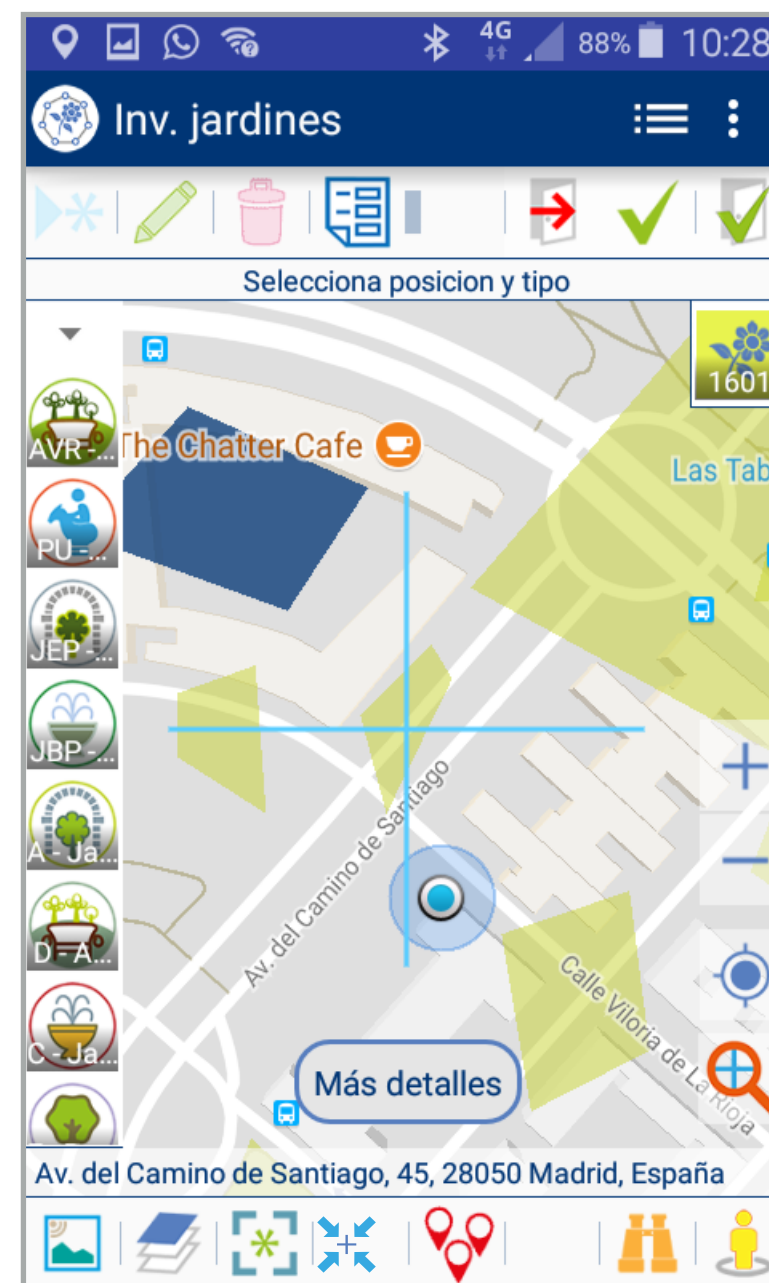 4G 88% 10:28
Inv. jardines
Selecciona posicion y tipo
1601
AVR -...
The Chatter Cafe
Las Tab
PU -...
JEP -...
JBP -...
A - Ja...
Av. del Camino de Santiago
D - A...
Calle Viloria de La Rioja
C - Ja...
Más detalles
Av. del Camino de Santiago, 45, 28050 Madrid, España